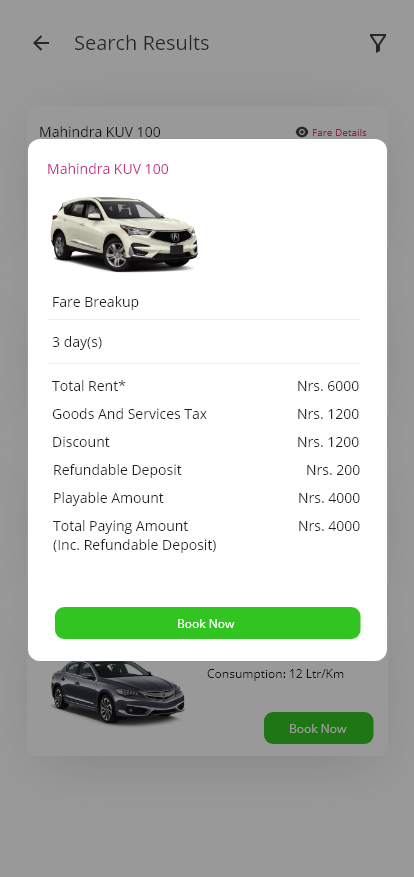 Search Results
Mahindra KUV 100
Fare Details
Mahindra KUV 100
Fare Breakup
3 day(s)
Total Rent* Nrs. 6000
Goods And Services Tax Nrs. 1200
Discount Nrs. 1200
Refundable Deposit Nrs. 200
Playable Amount Nrs. 4000
Total Paying Amount Nrs. 4000
(Inc. Refundable Deposit)
Book Now
Consumption: 12 Ltr/Km
Book Now